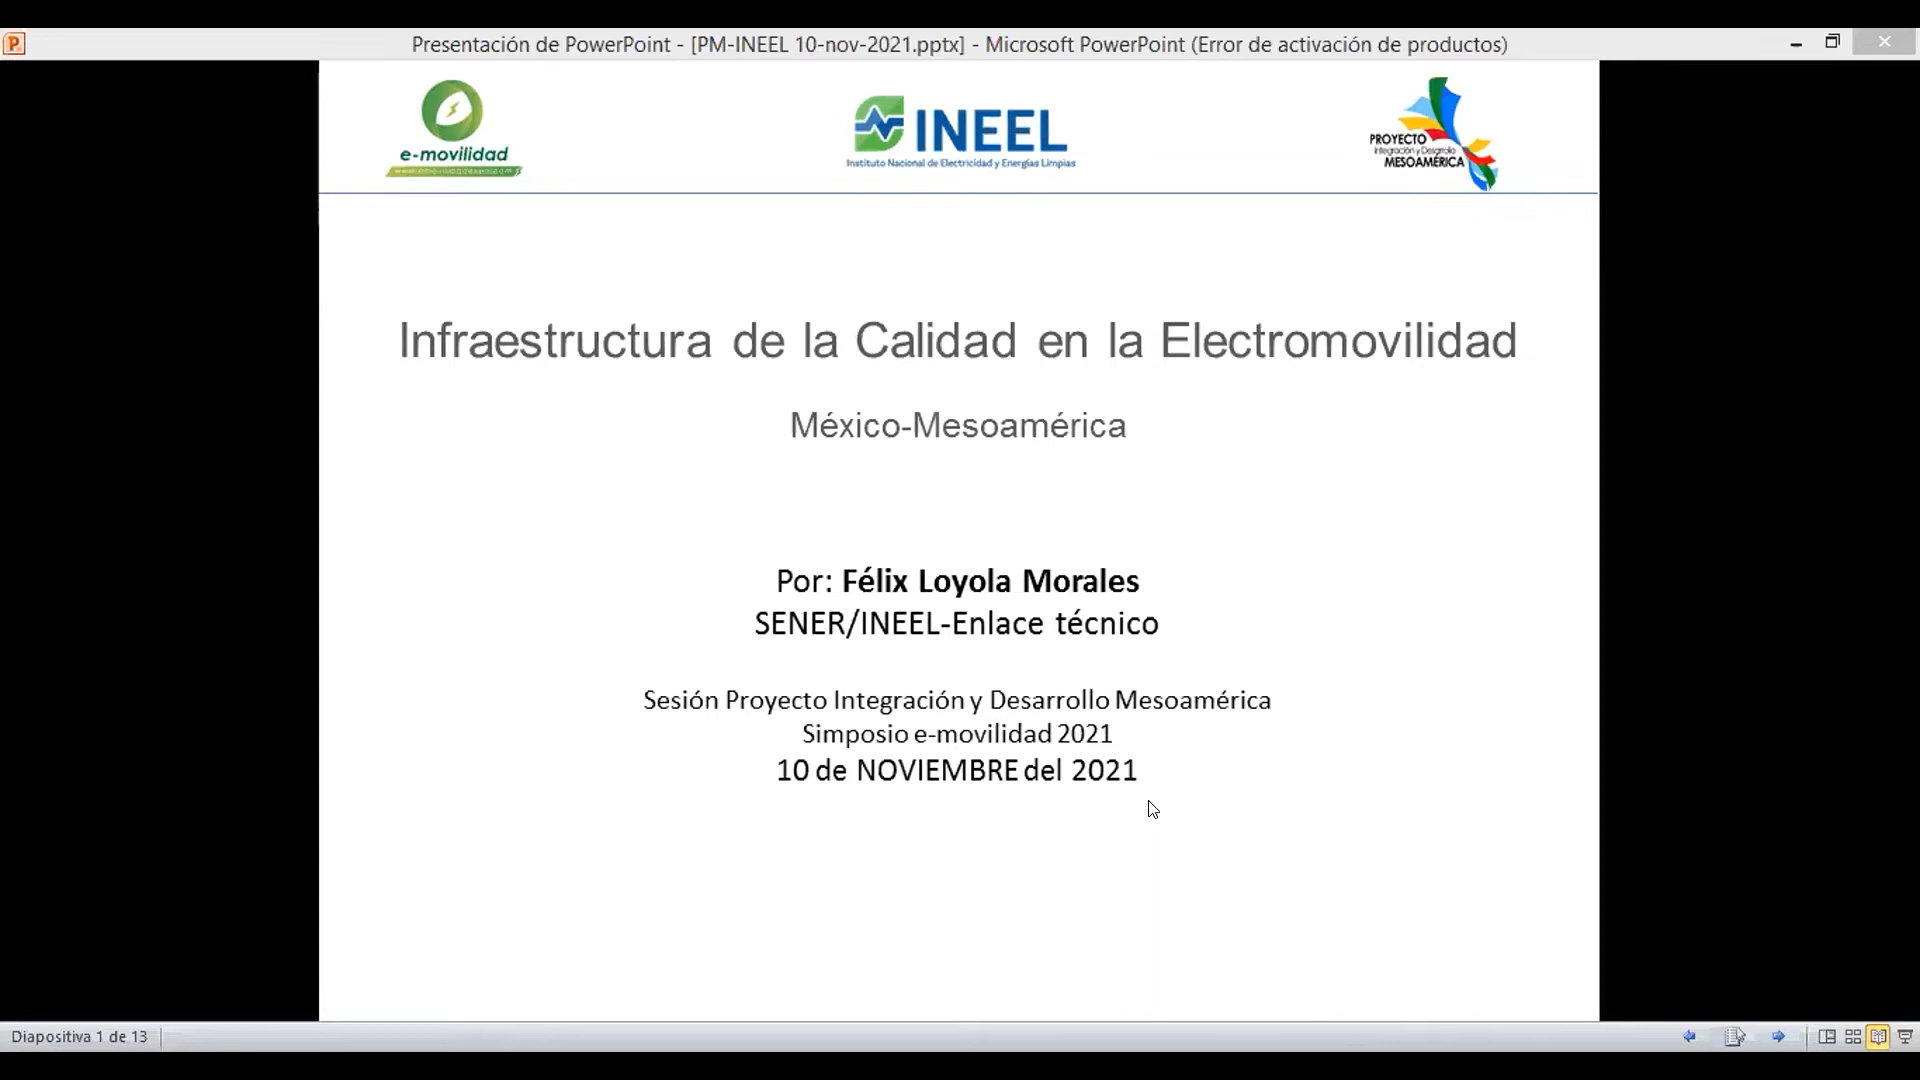 Presentación de PowerPoint - [PM-INEEL 10-nov-2021.pptx] - Microsoft PowerPoint (Error de activación de productos)
e-movilidad
INEEL
Instituto Nacional de Electricidad y Energías Limpias
PROYECTO
Integración y Desarrollo
MESOAMÉRICA
Infraestructura de la Calidad en la Electromovilidad
México-Mesoamérica
Por: Félix Loyola Morales
SENER/INEEL-Enlace técnico
Sesión Proyecto Integración y Desarrollo Mesoamérica
Simposio e-movilidad 2021
10 de NOVIEMBRE del 2021
Diapositiva 1 de 13